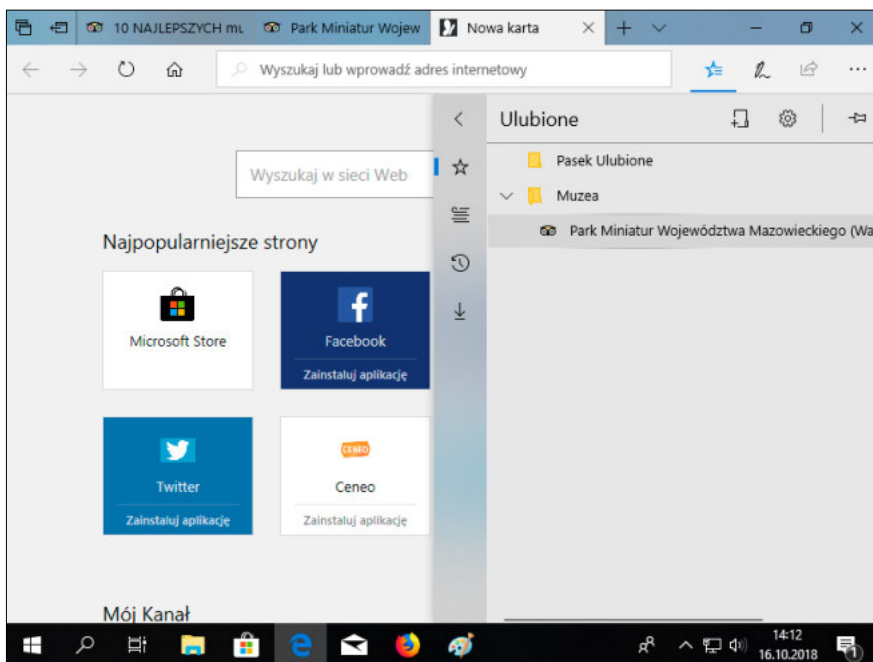 10 NAJLEPSZYCH mu
Park Miniatur Wojew
Nowa karta
Wyszukaj lub wprowadź adres internetowy
Ulubione
Pasek Ulubione
Muzea
Park Miniatur Województwa Mazowieckiego (Wa
Wyszukaj w sieci Web
Najpopularniejsze strony
Microsoft Store
Facebook
Zainstaluj aplikację
Twitter
Zainstaluj aplikację
CENEO
Ceneo
Zainstaluj aplikację
Mój Kanał
14:12
16.10.2018
1